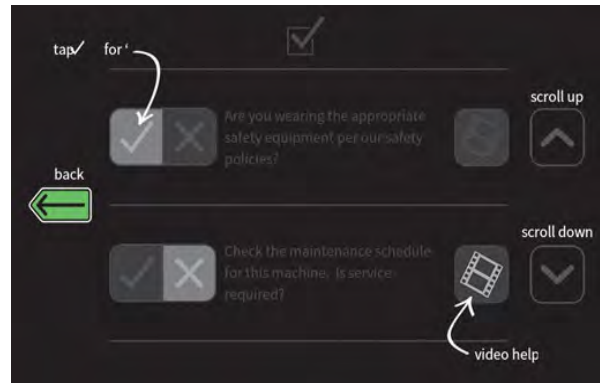 tap✓ for ‘
scroll up
Are you wearing the appropriate
safety equipment per our safety
policies?
back
scroll down
Check the maintenance schedule
for this machine. Is service
required?
video help